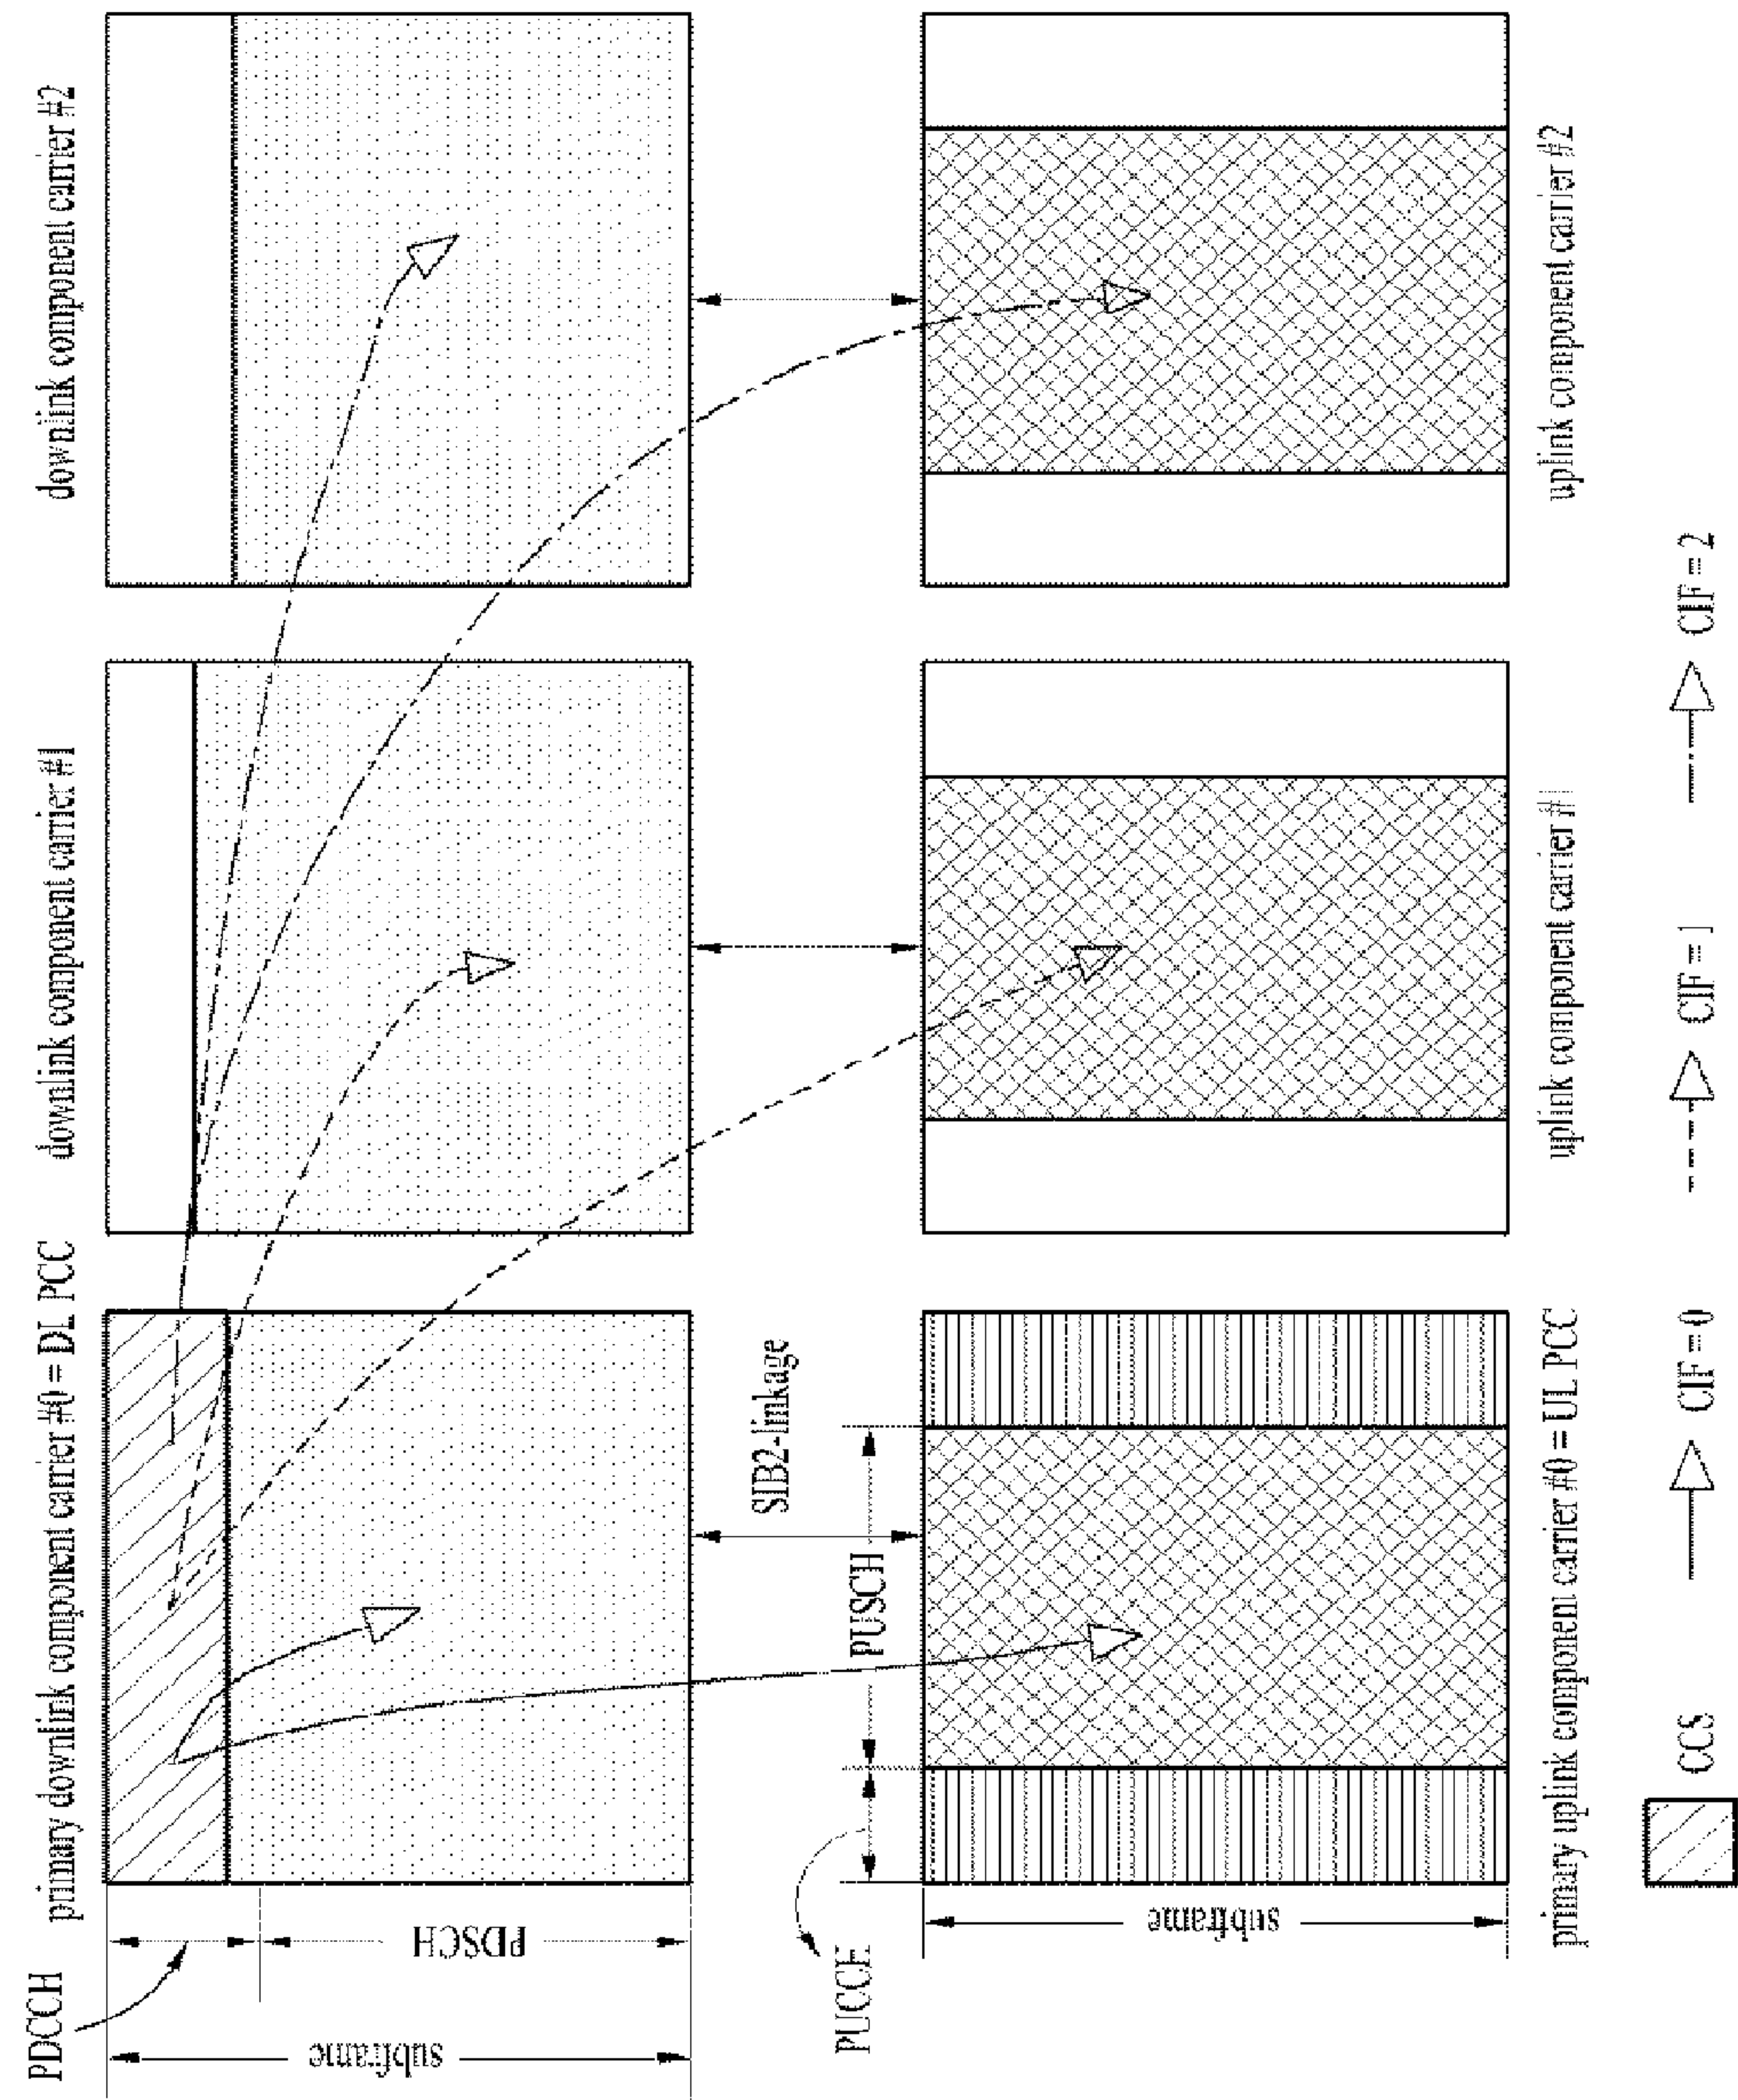 primary downlink component carrier #0 = DL PCC
downlink component carrier #1
downlink component carrier #2
PDCCH
PDSCH
subframe
SIB2-linkage
PUSCH
PUCCH
subframe
primary uplink component carrier #0 = UL PCC
uplink component carrier #1
uplink component carrier #2
CCS
CIF = 0
CIF = 1
CIF = 2